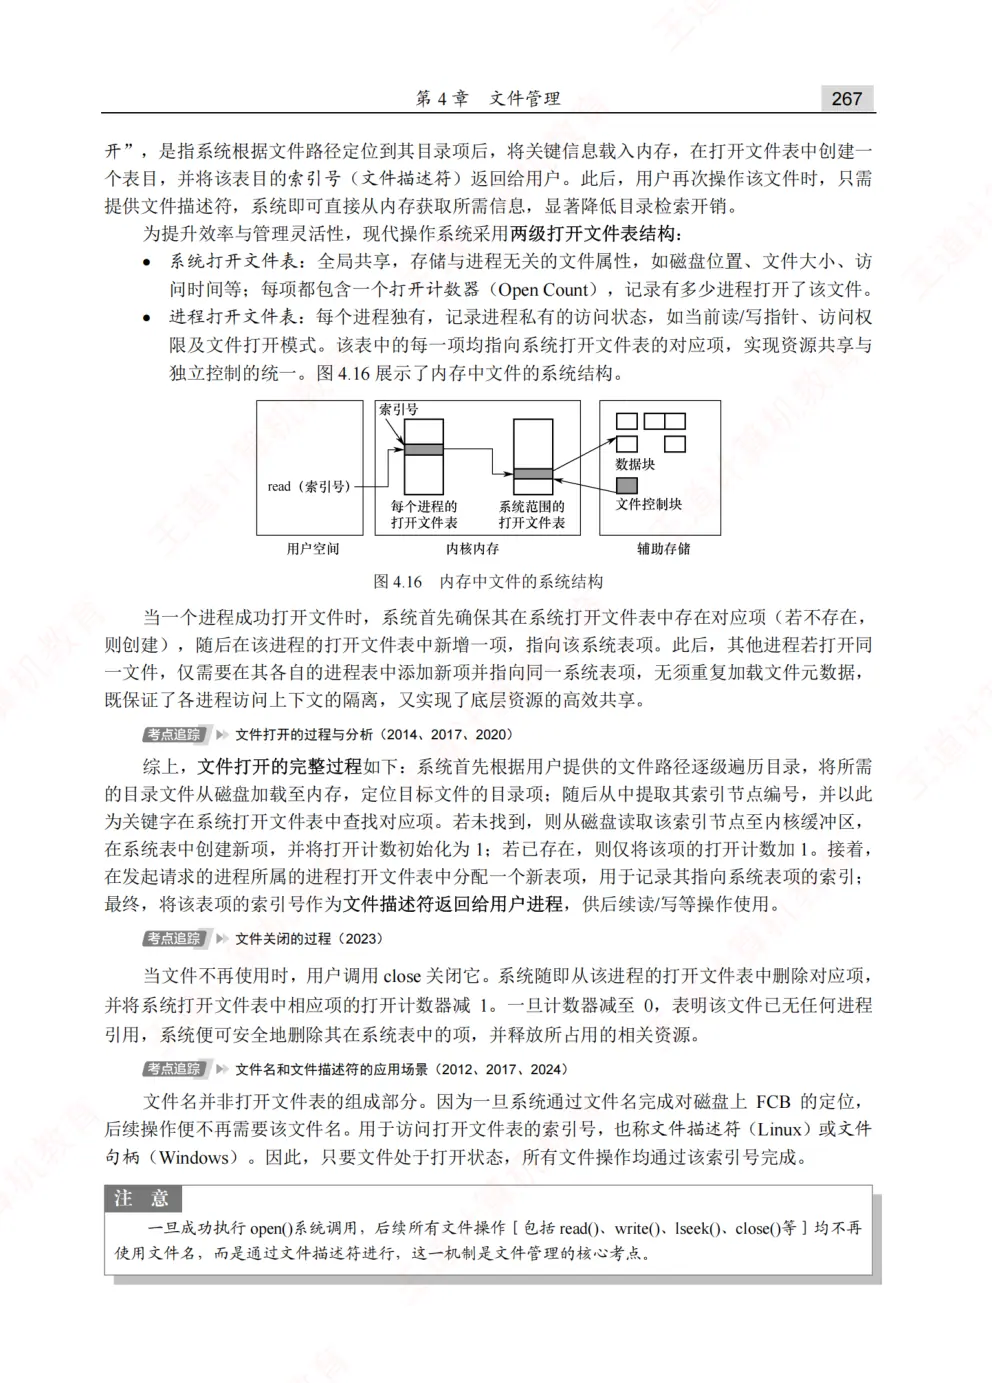 第 4 章 文件管理 267
开”，是指系统根据文件路径定位到其目录项后，将关键信息载入内存，在打开文件表中创建一
个表目，并将该表目的索引号（文件描述符）返回给用户。此后，用户再次操作该文件时，只需
提供文件描述符，系统即可直接从内存获取所需信息，显著降低目录检索开销。
为提升效率与管理灵活性，现代操作系统采用两级打开文件表结构：
● 系统打开文件表：全局共享，存储与进程无关的文件属性，如磁盘位置、文件大小、访
问时间等；每项都包含一个打开计数器（Open Count），记录有多少进程打开了该文件。
● 进程打开文件表：每个进程独有，记录进程私有的访问状态，如当前读/写指针、访问权
限及文件打开模式。该表中的每一项均指向系统打开文件表的对应项，实现资源共享与
独立控制的统一。图 4.16 展示了内存中文件的系统结构。
索引号
read（索引号）
每个进程的
打开文件表
系统范围的
打开文件表
数据块
文件控制块
用户空间 内核内存 辅助存储
图 4.16 内存中文件的系统结构
当一个进程成功打开文件时，系统首先确保其在系统打开文件表中存在对应项（若不存在，
则创建），随后在该进程的打开文件表中新增一项，指向该系统表项。此后，其他进程若打开同
一文件，仅需要在其各自的进程表中添加新项并指向同一系统表项，无须重复加载文件元数据，
既保证了各进程访问上下文的隔离，又实现了底层资源的高效共享。
考点追踪 文件打开的过程与分析（2014、2017、2020）
综上，文件打开的完整过程如下：系统首先根据用户提供的文件路径逐级遍历目录，将所需
的目录文件从磁盘加载至内存，定位目标文件的目录项；随后从中提取其索引节点编号，并以此
为关键字在系统打开文件表中查找对应项。若未找到，则从磁盘读取该索引节点至内核缓冲区，
在系统表中创建新项，并将打开计数初始化为 1；若已存在，则仅将该项的打开计数加 1。接着，
在发起请求的进程所属的进程打开文件表中分配一个新表项，用于记录其指向系统表项的索引；
最终，将该表项的索引号作为文件描述符返回给用户进程，供后续读/写等操作使用。
考点追踪 文件关闭的过程（2023）
当文件不再使用时，用户调用 close 关闭它。系统随即从该进程的打开文件表中删除对应项，
并将系统打开文件表中相应项的打开计数器减 1。一旦计数器减至 0，表明该文件已无任何进程
引用，系统便可安全地删除其在系统表中的项，并释放所占用的相关资源。
考点追踪 文件名和文件描述符的应用场景（2012、2017、2024）
文件名并非打开文件表的组成部分。因为一旦系统通过文件名完成对磁盘上 FCB 的定位，
后续操作便不再需要该文件名。用于访问打开文件表的索引号，也称文件描述符（Linux）或文件
句柄（Windows）。因此，只要文件处于打开状态，所有文件操作均通过该索引号完成。
注 意
一旦成功执行 open()系统调用，后续所有文件操作［包括 read()、write()、lseek()、close()等］均不再
使用文件名，而是通过文件描述符进行，这一机制是文件管理的核心考点。